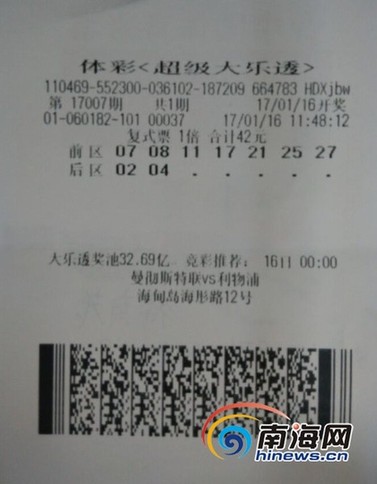 体彩<超级大乐透>
110469-552300-036102-187209 664783 HDXjbw
第 17007期 共1期 17/01/16开奖
01-060182-101 00037 17/01/16 11:48:12
复式票 1倍 合计42元
前区 07 08 11 17 21 25 27
后区 02 04 . . . . .
大乐透奖池32.69亿 竞彩推荐: 16日 00:00
曼彻斯特联vs利物浦
海甸岛海彤路12号
南海网
hinews.cn